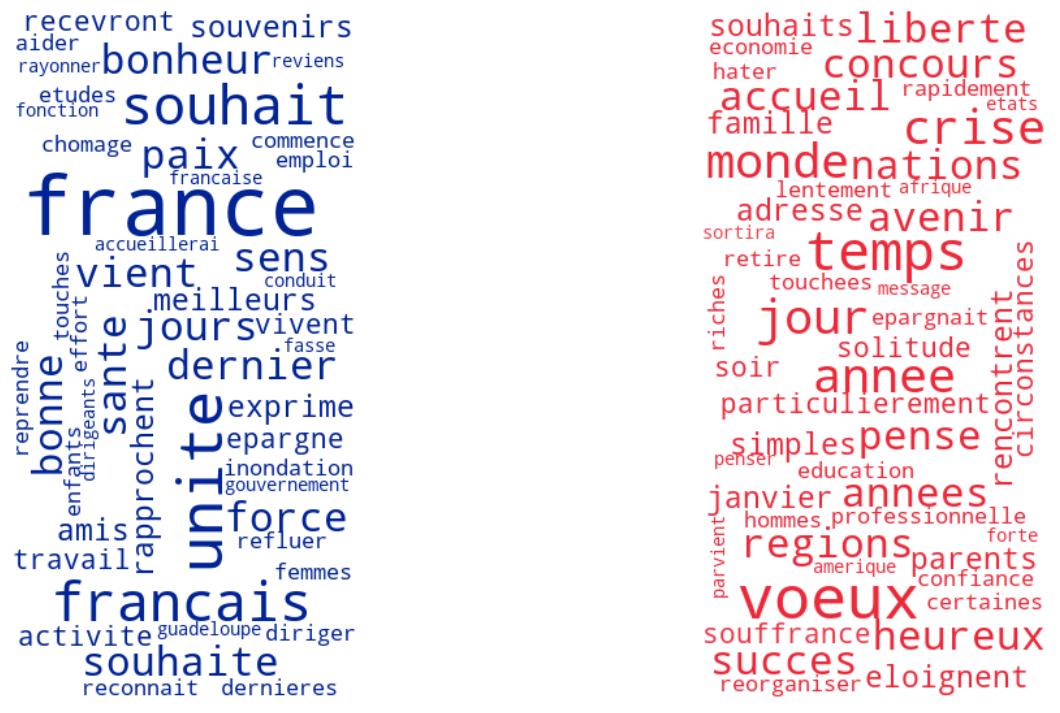 recevront souvenirs
aider
bonheur
rayonner
reviens
etudes
souhait
fonction
chomage
paix
commence
emploi
francaise
france
accueillerai
sens
vient
conduit
touches
meilleurs
effort
jours
vivent
fasse
sante
dernier
reprendre
bonne
dirigeants
rapprochent
unite
exprime
epargne
enfants
inondation
gouvernement
force
amis
refluer
travail
femmes
francais
activite
guadeloupe
diriger
souhaite
reconnait
dernieres
souhaits
liberte
economie
concours
hater
accueil
rapidement
etats
famille
crise
monde
nations
lentement
afrique
adresse
avenir
sortira
temps
retire
touchees
message
riches
jour
epargnait
circonstances
rencontrent
solitude
soir
annee
particulierement
simples
pense
penser
education
janvier
annees
hommes
professionnelle
parvient
regions
forte
parents
amerique
confiance
voeux
certaines
souffrance
heureux
succes
reorganiser
eloignent